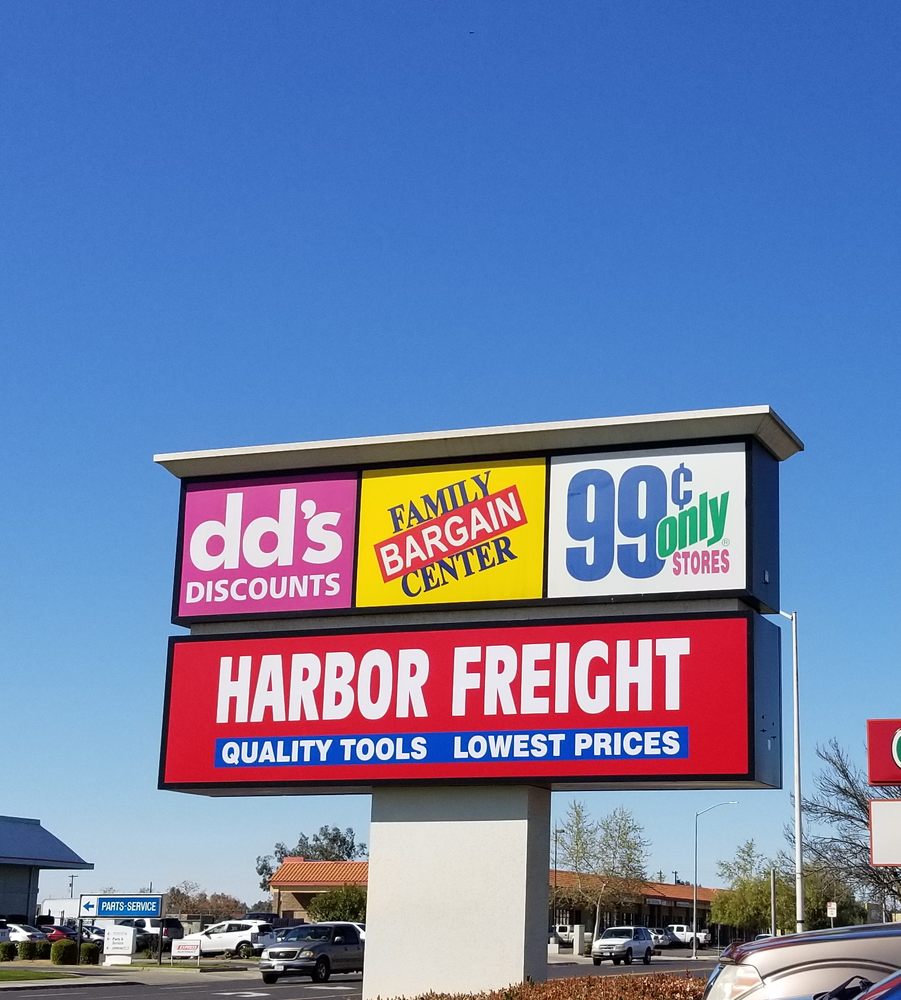 dd's
DISCOUNTS
FAMILY
BARGAIN
CENTER
99¢
only
STORES
HARBOR FREIGHT
QUALITY TOOLS LOWEST PRICES
PARTS-SERVICE